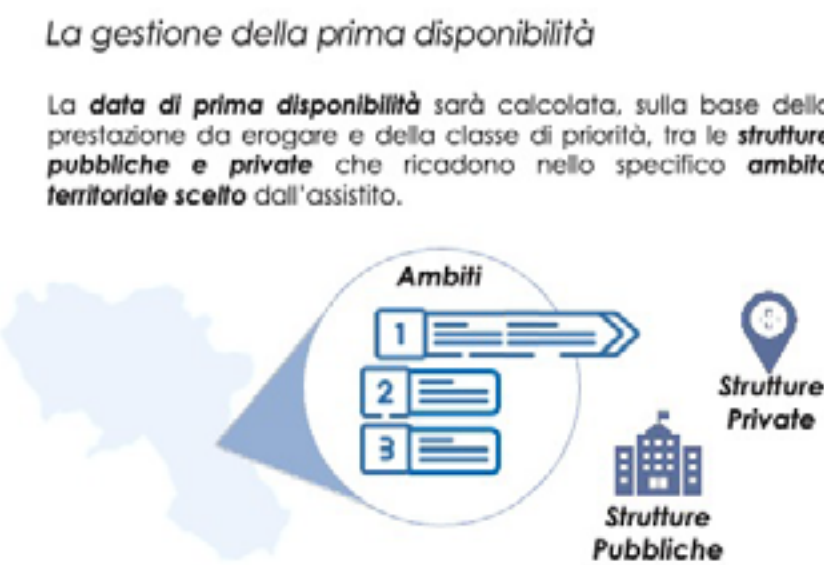 La gestione della prima disponibilità
La data di prima disponibilità sarà calcolata, sulla base della
prestazione da erogare e della classe di priorità, tra le strutture
pubbliche e private che ricadono nello specifico ambito
territoriale scelto dall'assistito.
Ambiti
1
2
3
Strutture
Private
Strutture
Pubbliche